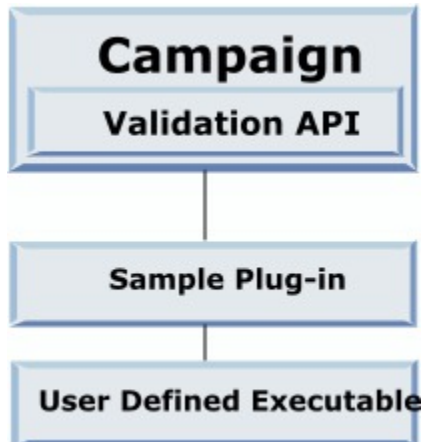 Campaign
Validation API
Sample Plug-in
User Defined Executable